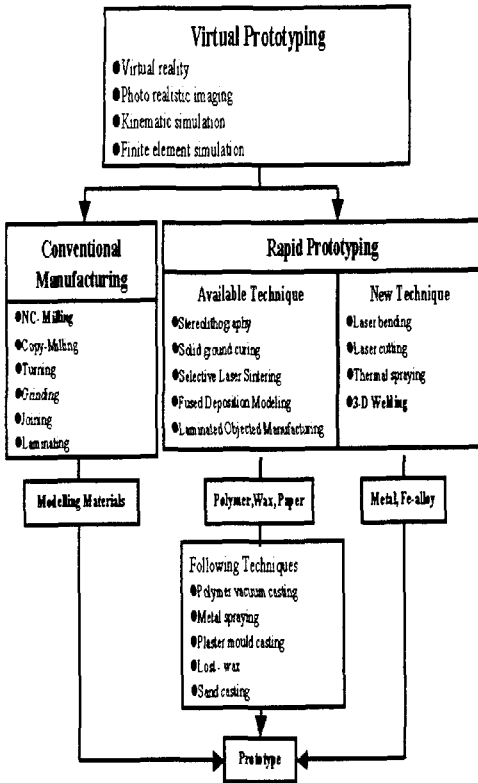 Virtual Prototyping
●Virtual reality
●Photo realistic imaging
●Kinematic simulation
●Finite element simulation
Conventional
Manufacturing
●NC-Milling
●Copy-Milling
●Turning
●Grinding
●Joining
●Laminating
Rapid Prototyping
Available Technique
●Stereolithography
●Solid ground curing
●Selective Laser Sintering
●Fused Deposition Modeling
●Laminated Objected Manufacturing
New Technique
●Laser bending
●Laser cutting
●Thermal spraying
●3-D Welding
Modelling Materials
Polymer, Wax, Paper
Metal, Fe-alloy
Following Techniques
●Polymer vacuum casting
●Metal spraying
●Plaster mould casting
●Lost - wax
●Sand casting
Prototype